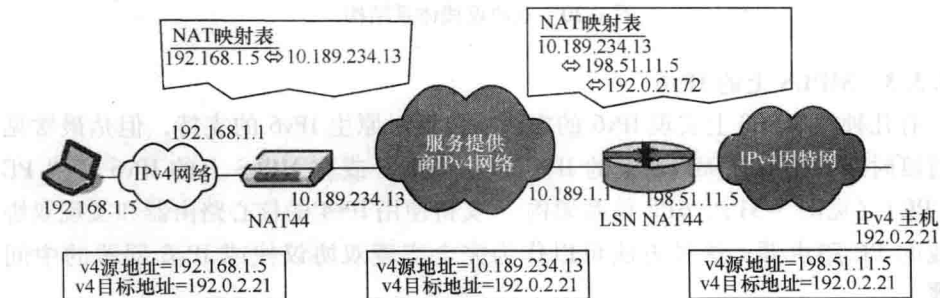 NAT映射表
192.168.1.5⇔10.189.234.13
NAT映射表
10.189.234.13
⇔198.51.11.5
⇔192.0.2.172
192.168.1.1
192.168.1.5
IPv4网络
NAT44
10.189.234.13
服务提供
商IPv4网络
10.189.1.1
LSN NAT44
198.51.11.5
IPv4因特网
IPv4 主机
192.0.2.21
v4源地址=192.168.1.5
v4目标地址=192.0.2.21
v4源地址=10.189.234.13
v4目标地址=192.0.2.21
v4源地址=198.51.11.5
v4目标地址=192.0.2.21